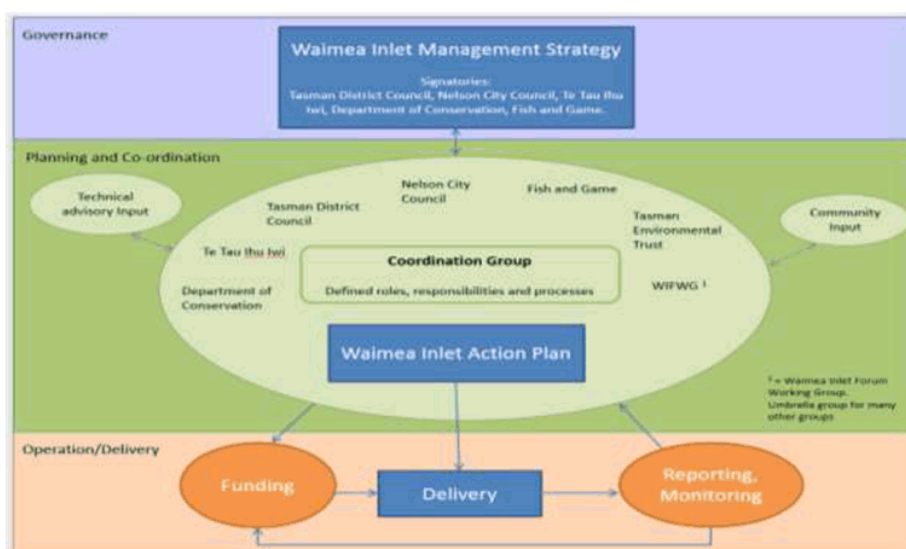 Governance
Waimea Inlet Management Strategy
Signatories:
Tasman District Council, Nelson City Council, Te Tau Ihu
Iwi, Department of Conservation, Fish and Game.
Planning and Co-ordination
Technical
advisory Input
Nelson City
Council
Fish and Game
Tasman District
Council
Tasman
Environmental
Trust
Community
Input
Te Tau Ihu Iwi
Coordination Group
Defined roles, responsibilities and processes
Department of
Conservation
WIFWG ¹
Waimea Inlet Action Plan
¹ = Waimea Inlet Forum
Working Group.
Umbrella group for many
other groups
Operation/Delivery
Funding
Delivery
Reporting,
Monitoring